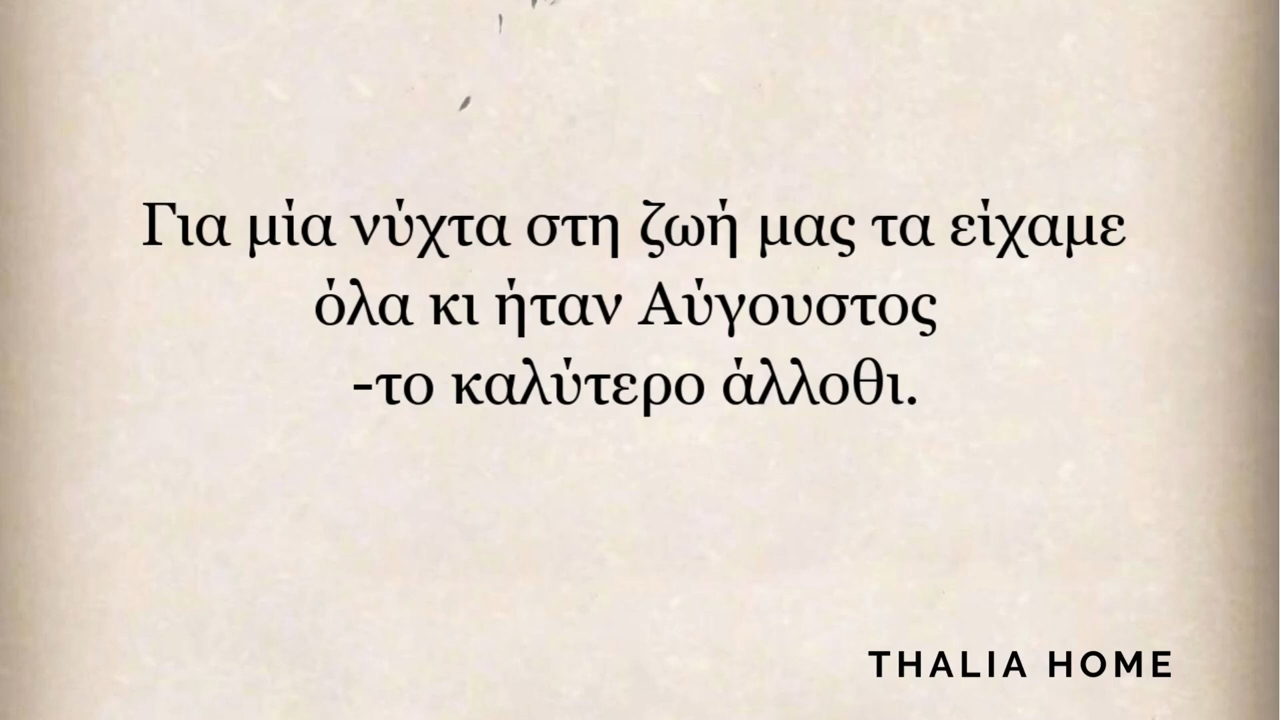 Για μία νύχτα στη ζωή μας τα είχαμε
όλα κι ήταν Αύγουστος
-το καλύτερο άλλοθι.
THALIA HOME